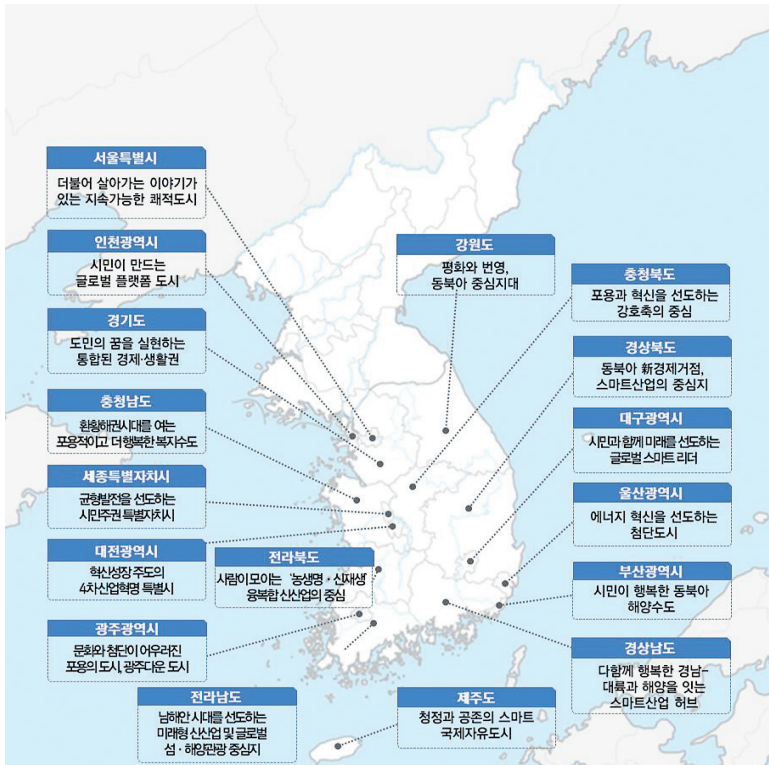 서울특별시
더불어 살아가는 이야기가
있는 지속가능한 쾌적도시
인천광역시
시민이 만드는
글로벌 플랫폼 도시
경기도
도민의 꿈을 실현하는
통합된 경제·생활권
충청남도
환황해권시대를 여는
포용적이고 더 행복한 복지수도
세종특별자치시
균형발전을 선도하는
시민주권 특별자치시
대전광역시
혁신성장 주도의
4차 산업혁명 특별시
전라북도
사람이 모이는 '농생명·신재생'
융복합 신산업의 중심
광주광역시
문화와 첨단이 어우러진
포용의 도시, 광주다운 도시
전라남도
남해안 시대를 선도하는
미래형 신산업 및 글로벌
섬·해양관광 중심지
강원도
평화와 번영,
동북아 중심지대
충청북도
포용과 혁신을 선도하는
강호축의 중심
경상북도
동북아 新경제거점,
스마트산업의 중심지
대구광역시
시민과 함께 미래를 선도하는
글로벌 스마트 리더
울산광역시
에너지 혁신을 선도하는
첨단도시
부산광역시
시민이 행복한 동북아
해양수도
경상남도
다함께 행복한 경남-
대륙과 해양을 잇는
스마트산업 허브
제주도
청정과 공존의 스마트
국제자유도시